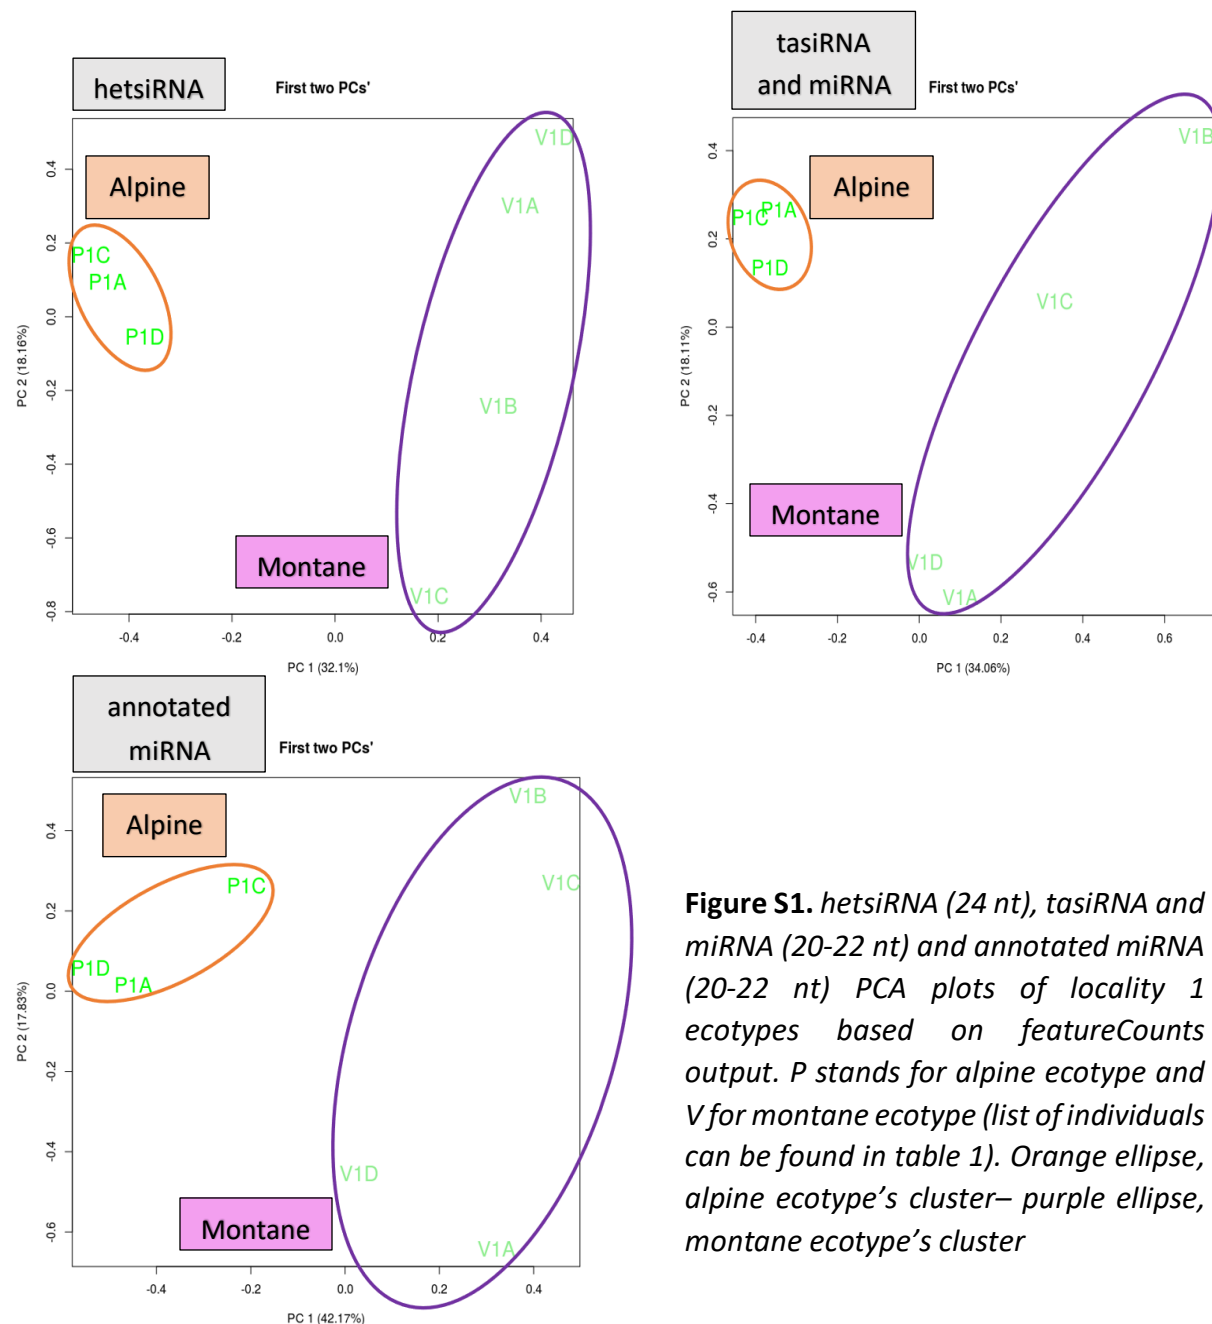 hetsiRNA
First two PCs'
Alpine
V1D
V1A
P1C
P1A
P1D
V1B
V1C
Montane
0.4
0.2
0.0
-0.2
-0.4
-0.6
-0.8
PC 2 (18.16%)
-0.4 -0.2 0.0 0.2 0.4
PC 1 (32.1%)
tasiRNA
and miRNA
First two PCs'
Alpine
V1B
P1C P1A
P1D
V1C
Montane
V1D
V1A
0.4
0.2
0.0
-0.2
-0.4
-0.6
PC 2 (18.11%)
-0.4 -0.2 0.0 0.2 0.4 0.6
PC 1 (34.06%)
annotated
miRNA
First two PCs'
Alpine
V1B
P1C
V1C
P1D
P1A
V1D
Montane
V1A
0.4
0.2
0.0
-0.2
-0.4
-0.6
PC 2 (17.83%)
-0.4 -0.2 0.0 0.2 0.4
PC 1 (42.17%)
Figure S1. hetsiRNA (24 nt), tasiRNA and
miRNA (20-22 nt) and annotated miRNA
(20-22 nt) PCA plots of locality 1
ecotypes based on featureCounts
output. P stands for alpine ecotype and
V for montane ecotype (list of individuals
can be found in table 1). Orange ellipse,
alpine ecotype’s cluster– purple ellipse,
montane ecotype’s cluster